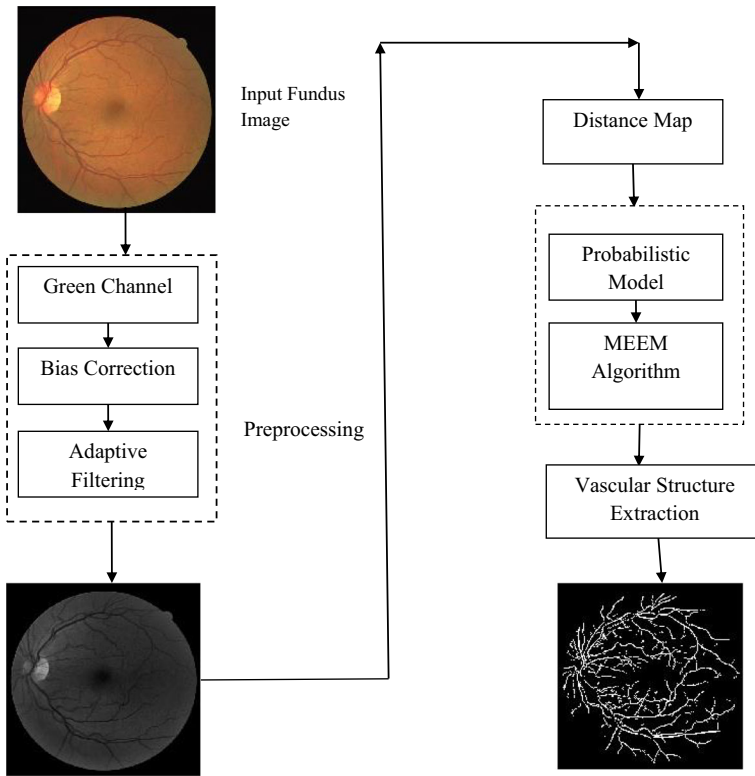 Input Fundus
Image
Green Channel
Bias Correction
Adaptive
Filtering
Preprocessing
Distance Map
Probabilistic
Model
MEEM
Algorithm
Vascular Structure
Extraction